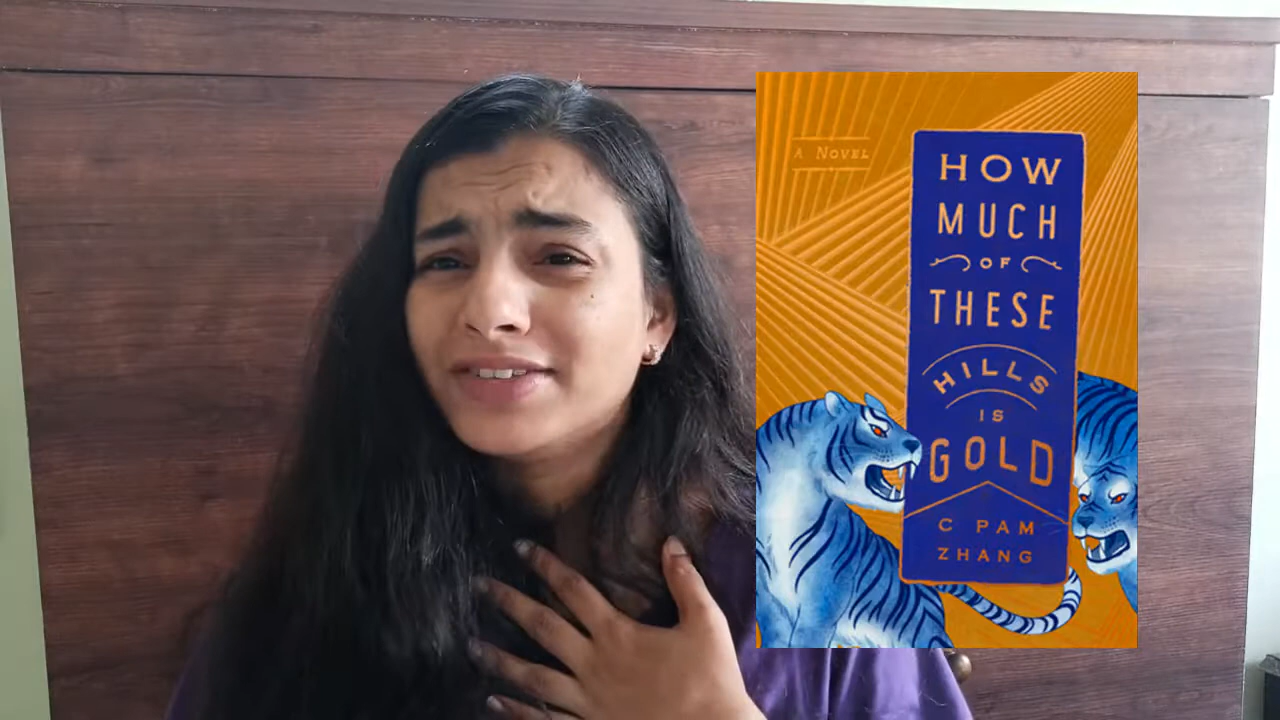 A NOVEL
HOW
MUCH
OF
THESE
HILLS
IS
GOLD
C PAM
ZHANG